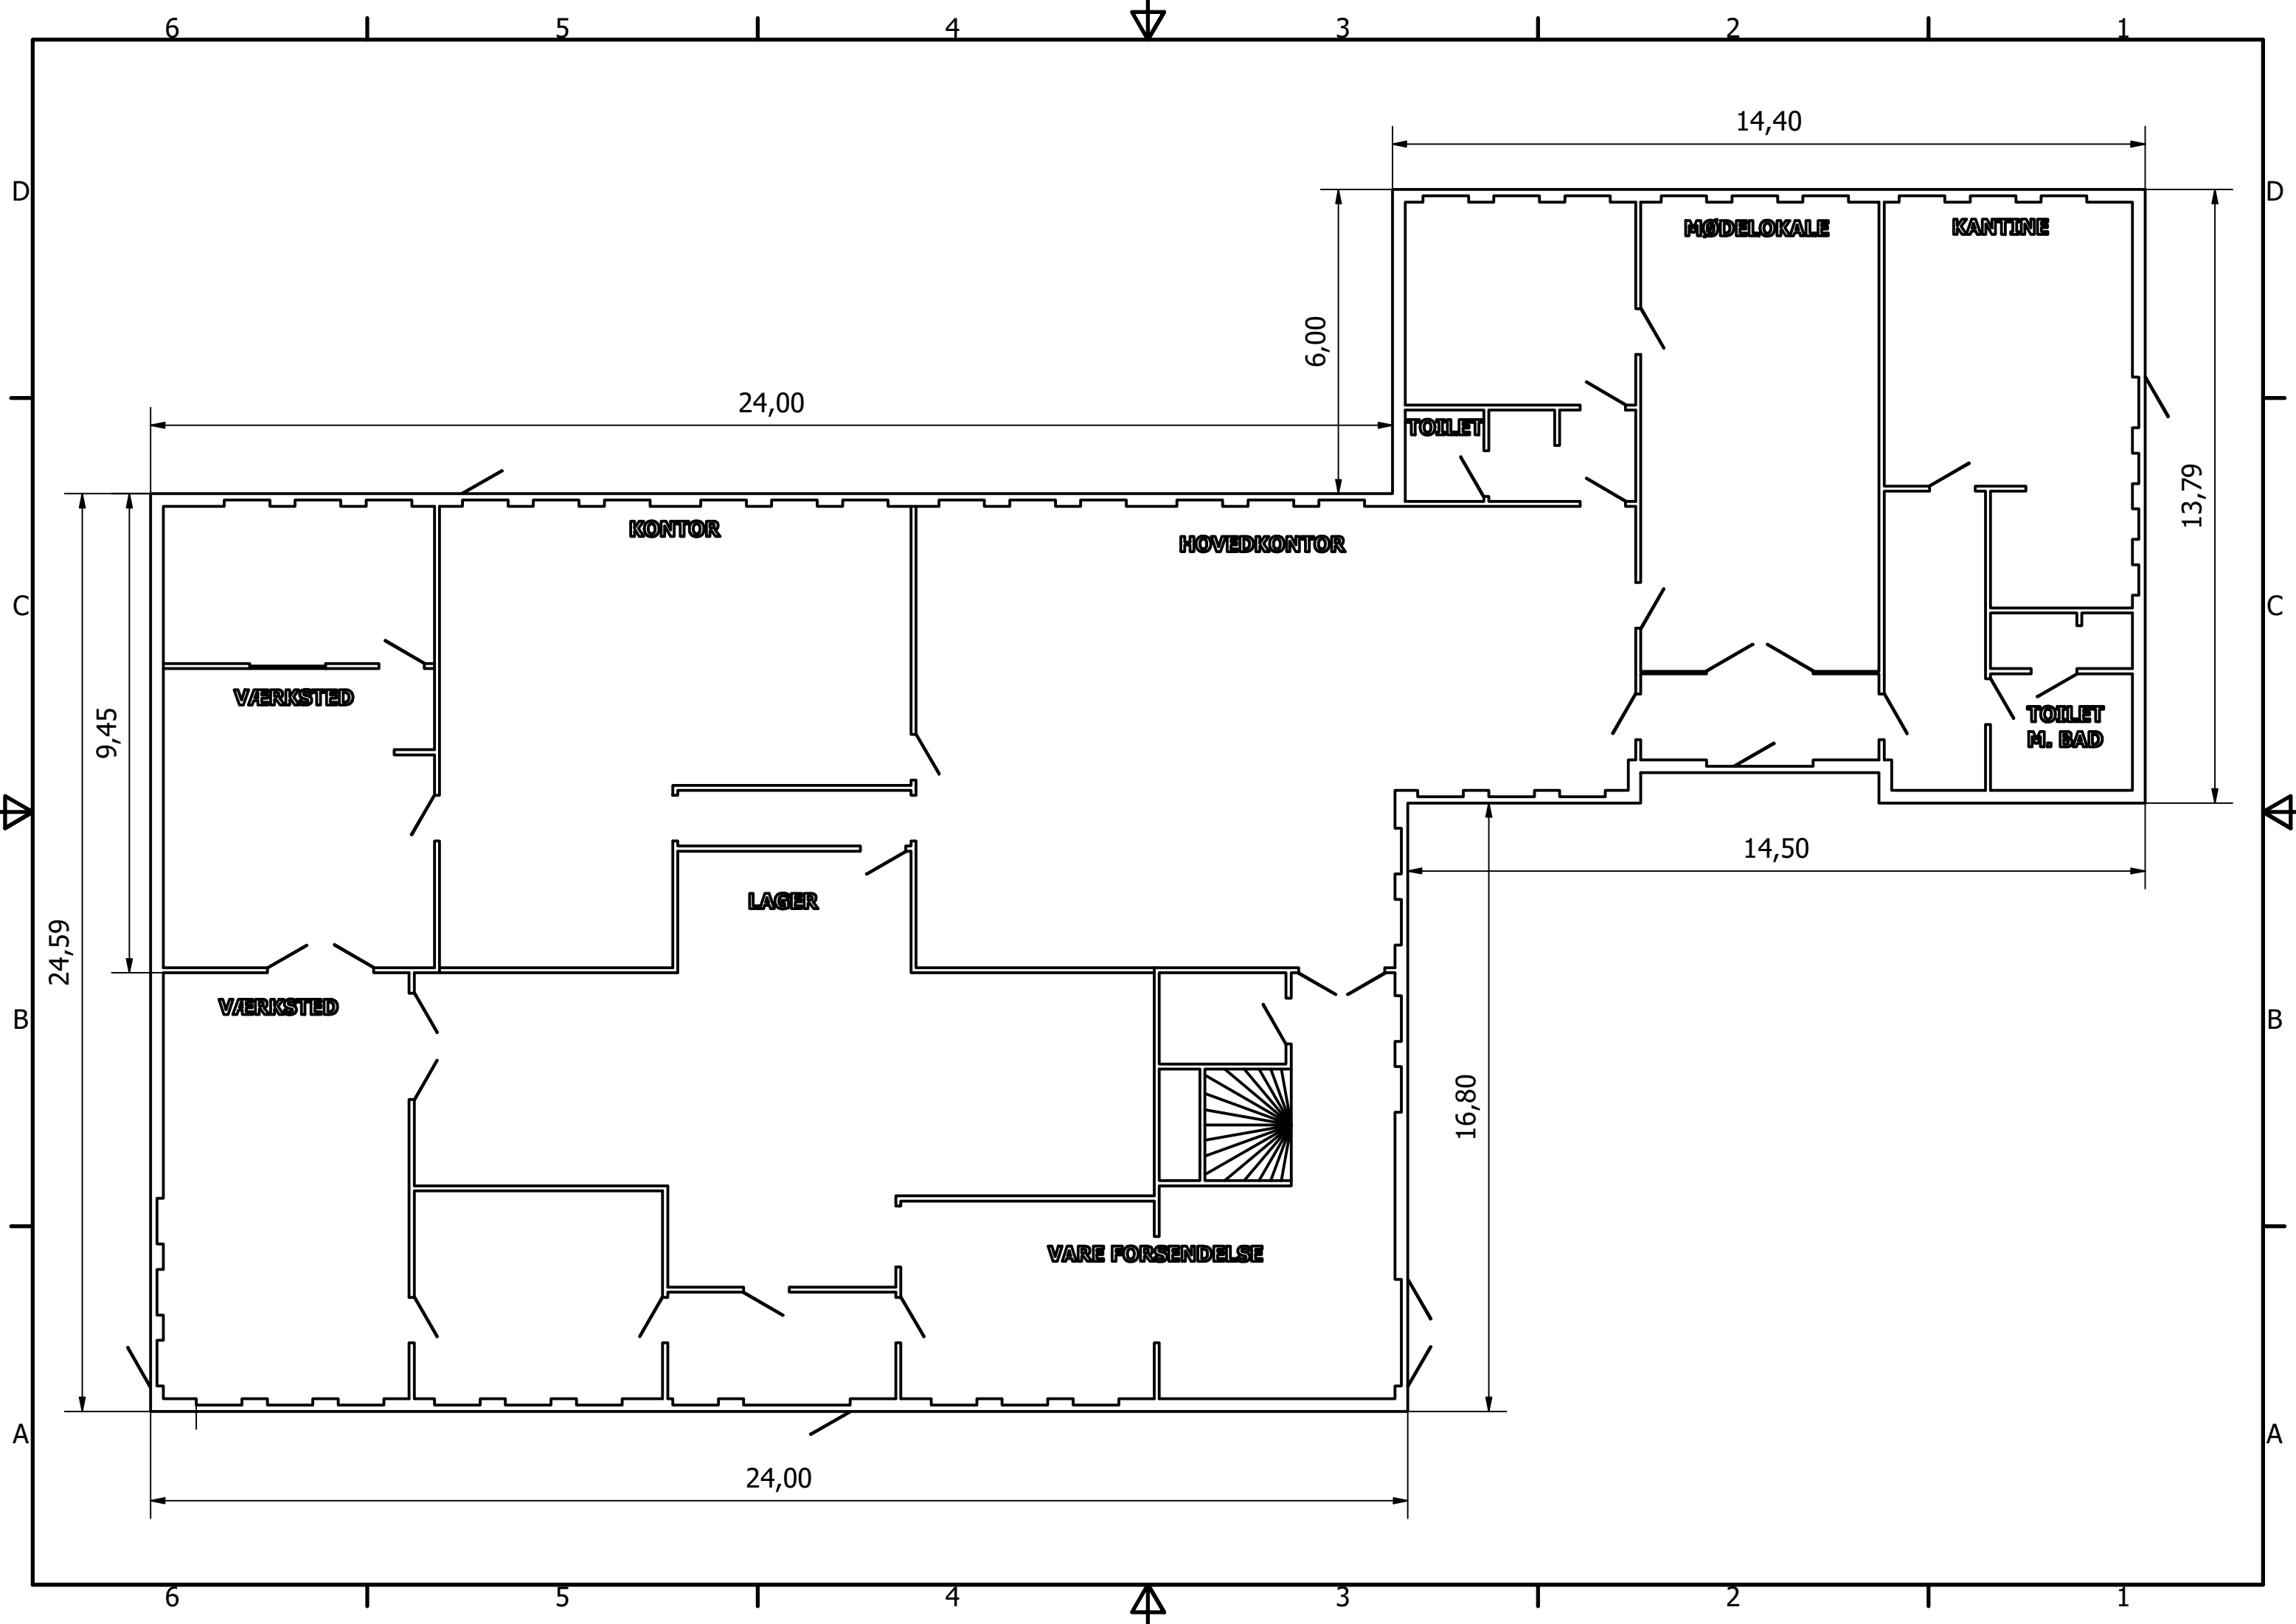 6 5 4 3 2 1
14,40
D D
MØDELOKALE KANTINE
6,00
24,00
TOILET
13,79
KONTOR
HOVEDKONTOR
C C
VÆRKSTED
9,45
TOILET
M. BAD
14,50
LAGER
24,59
VÆRKSTED
B B
16,80
VARE FORSENDELSE
A A
24,00
6 5 4 3 2 1